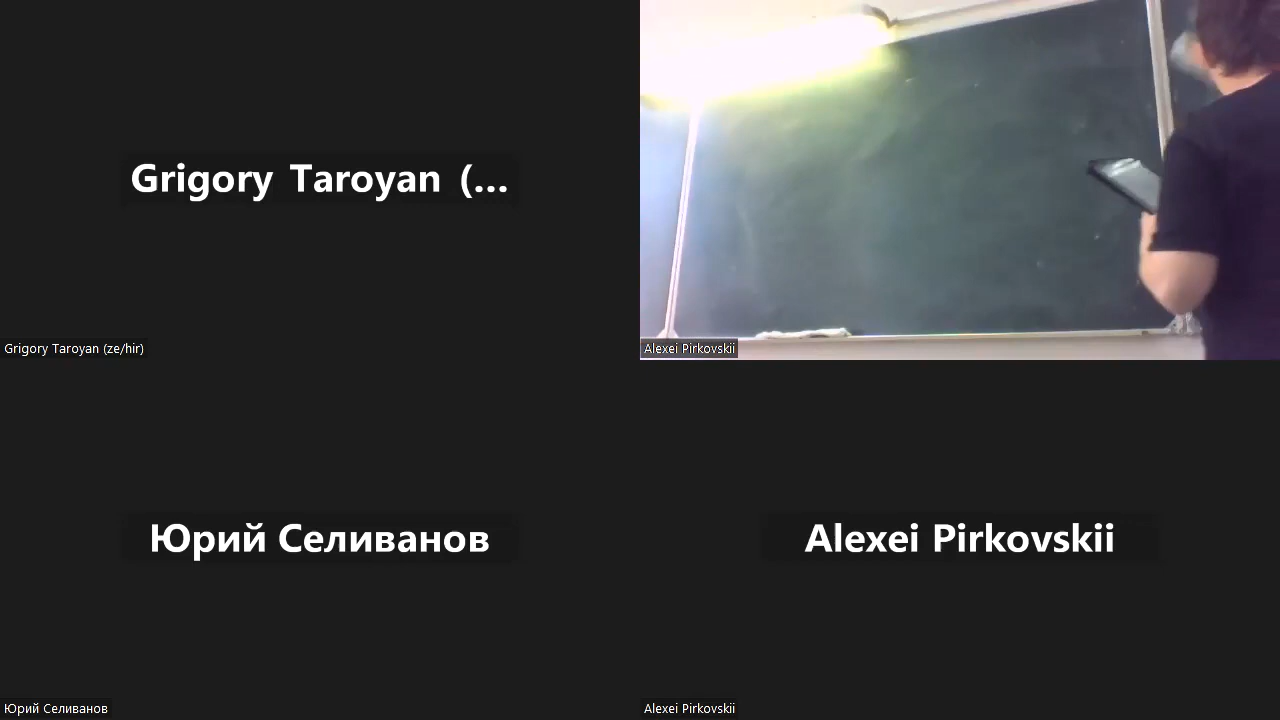 Grigory Taroyan (...
Grigory Taroyan (ze/hir)
Alexei Pirkovskii
Юрий Селиванов
Alexei Pirkovskii
Юрий Селиванов
Alexei Pirkovskii